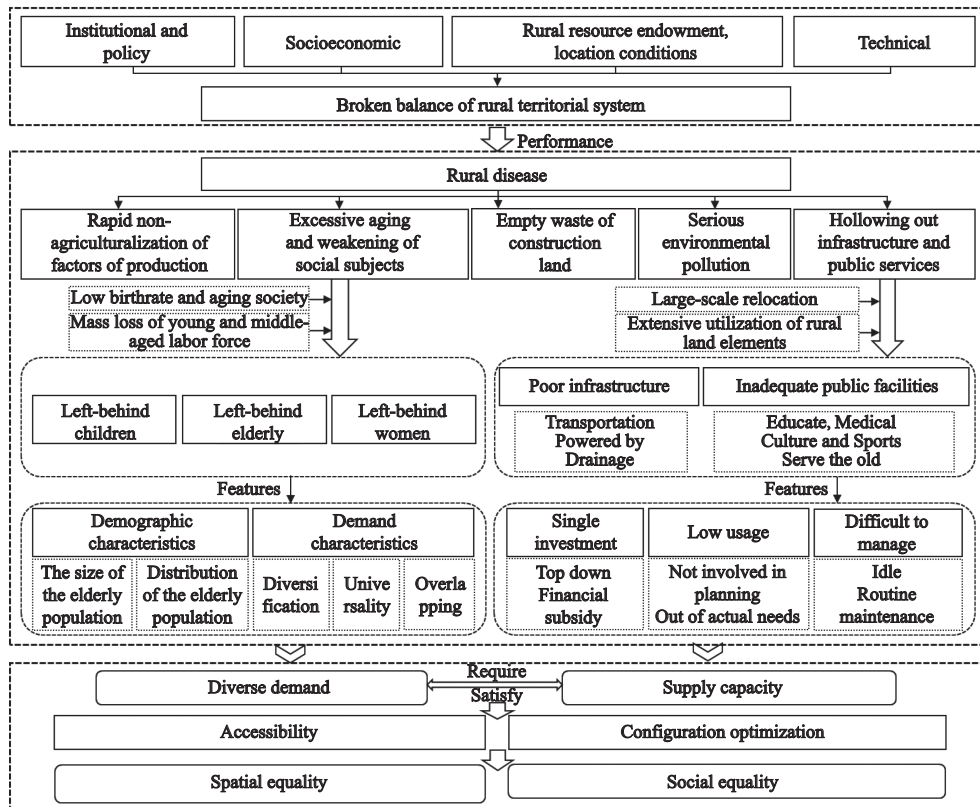 Institutional and
policy
Socioeconomic
Rural resource endowment,
location conditions
Technical
Broken balance of rural territorial system
Performance
Rural disease
Rapid non-
agriculturalization of
factors of production
Excessive aging
and weakening of
social subjects
Empty waste of
construction
land
Serious
environmental
pollution
Hollowing out
infrastructure and
public services
Low birthrate and aging society
Mass loss of young and middle-
aged labor force
Large-scale relocation
Extensive utilization of rural
land elements
Left-behind
children
Left-behind
elderly
Left-behind
women
Poor infrastructure
Inadequate public facilities
Transportation
Powered by
Drainage
Educate, Medical
Culture and Sports
Serve the old
Features
Features
Demographic
characteristics
Demand
characteristics
The size of
the elderly
population
Distribution
of the elderly
population
Diversi
fication
Unive
rsality
Overla
pping
Single
investment
Low usage
Difficult to
manage
Top down
Financial
subsidy
Not involved in
planning
Out of actual needs
Idle
Routine
maintenance
Diverse demand
Require
Satisfy
Supply capacity
Accessibility
Configuration optimization
Spatial equality
Social equality